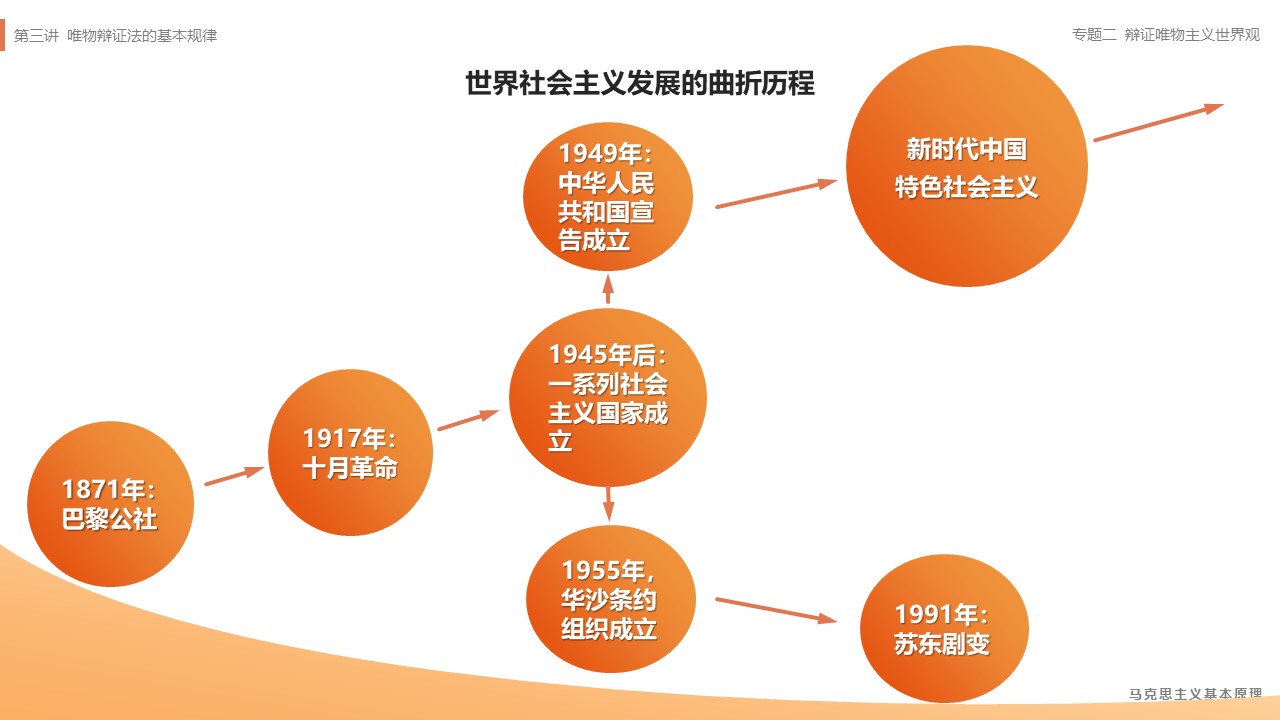 第三讲 唯物辩证法的基本规律
专题二 辩证唯物主义世界观
世界社会主义发展的曲折历程
1871年：
巴黎公社
1917年：
十月革命
1945年后：
一系列社会
主义国家成
立
1949年：
中华人民
共和国宣
告成立
新时代中国
特色社会主义
1955年，
华沙条约
组织成立
1991年：
苏东剧变
马克思主义基本原理